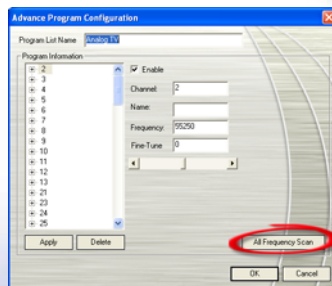 Advance Program Configuration
Program List Name Analog TV
Program Information
2
3
4
5
6
7
8
9
10
11
12
13
21
22
23
24
25
Enable
Channel: 2
Name:
Frequency: 55250
Fine-Tune 0
Apply Delete
All Frequency Scan
OK Cancel